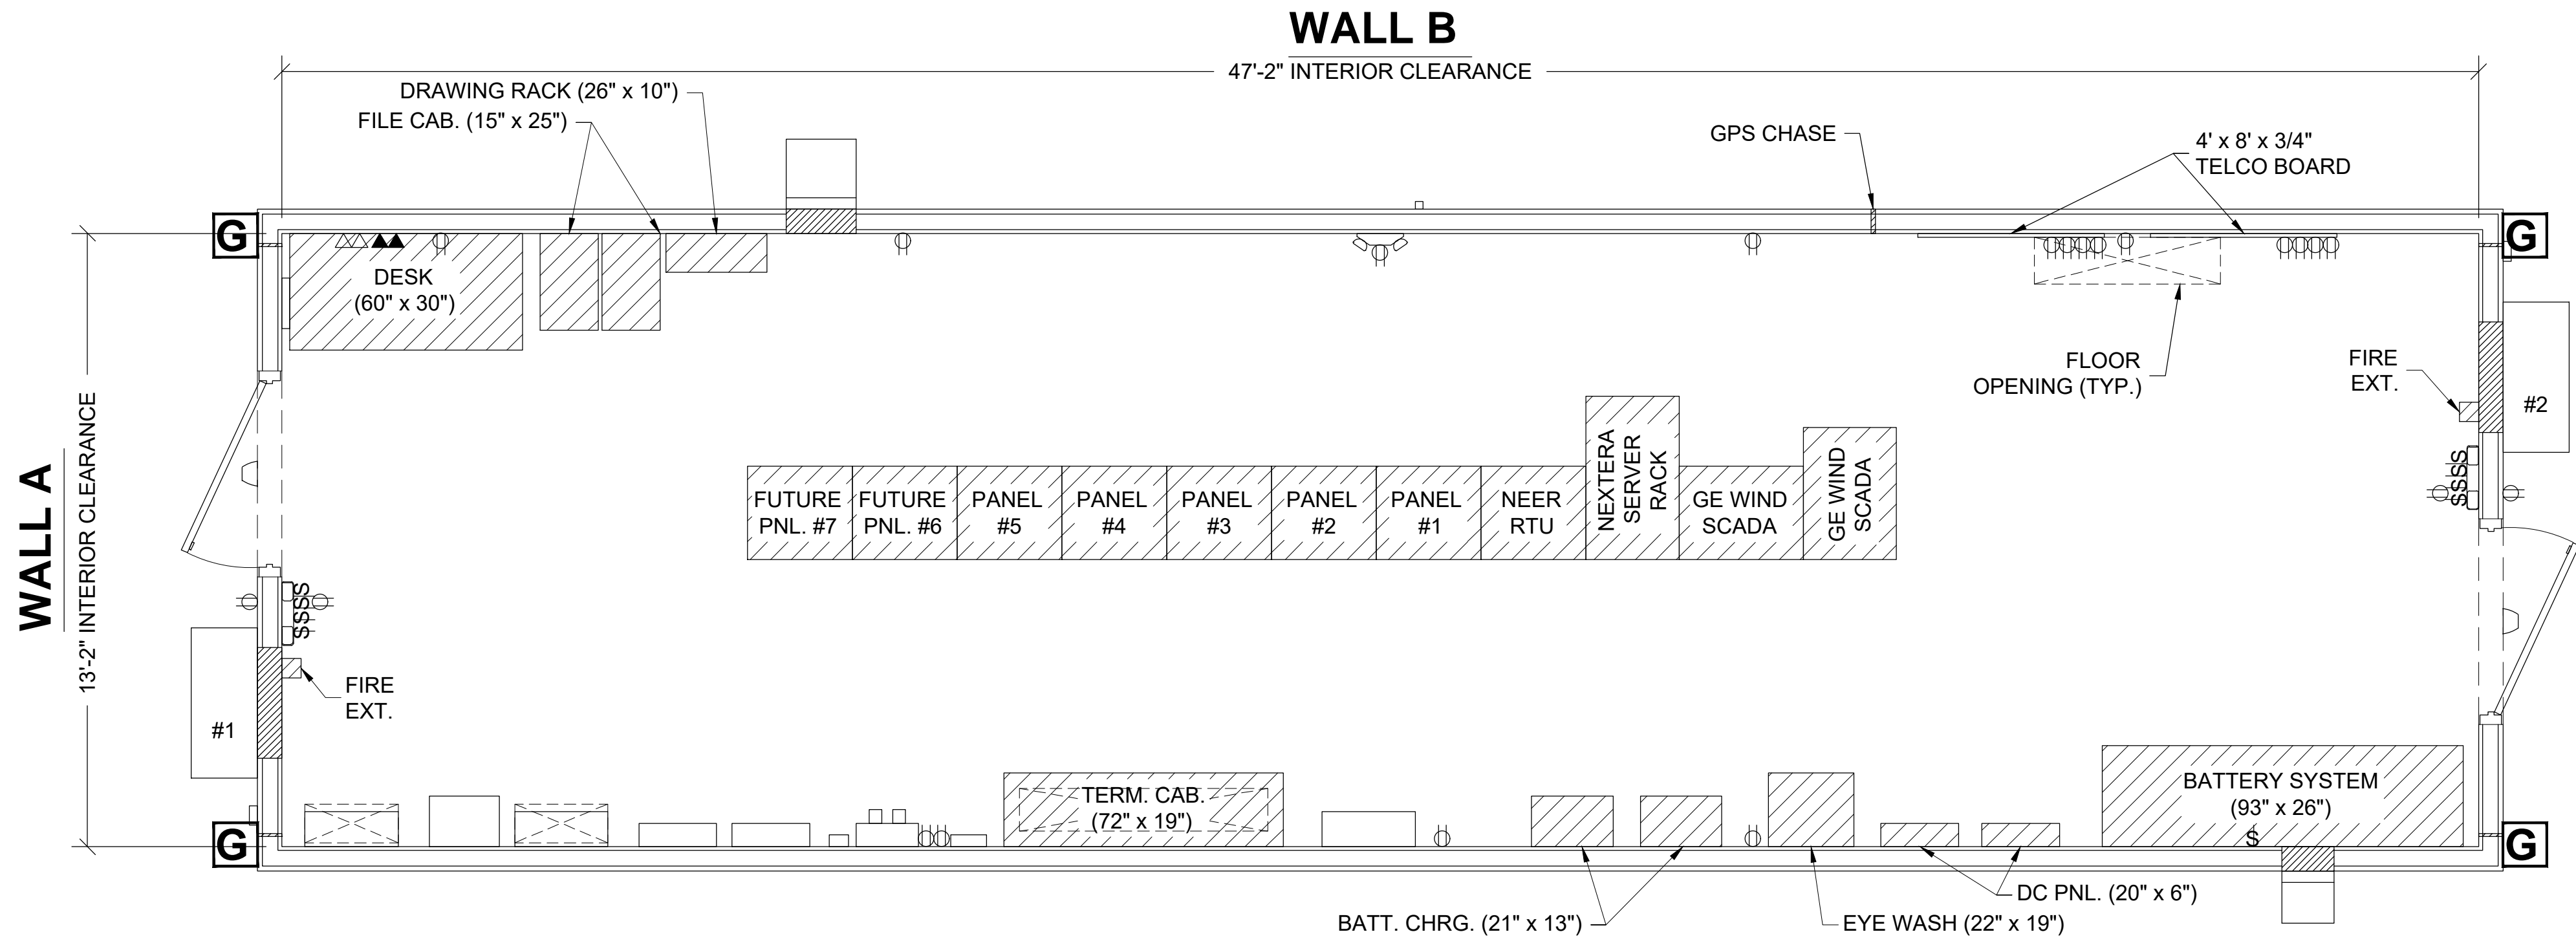 WALL B
47'-2" INTERIOR CLEARANCE
DRAWING RACK (26" x 10")
FILE CAB. (15" x 25")
GPS CHASE
4' x 8' x 3/4"
TELCO BOARD
G
G
DESK
(60" x 30")
FLOOR
OPENING (TYP.)
FIRE
EXT.
#2
WALL A
13'-2" INTERIOR CLEARANCE
SSSS
FUTURE
PNL. #7
FUTURE
PNL. #6
PANEL
#5
PANEL
#4
PANEL
#3
PANEL
#2
PANEL
#1
NEER
RTU
NEXTERA
SERVER
RACK
GE WIND
SCADA
GE WIND
SCADA
SSSS
FIRE
EXT.
#1
TERM. CAB.
(72" x 19")
BATTERY SYSTEM
(93" x 26")
$
G
G
DC PNL. (20" x 6")
BATT. CHRG. (21" x 13")
EYE WASH (22" x 19")